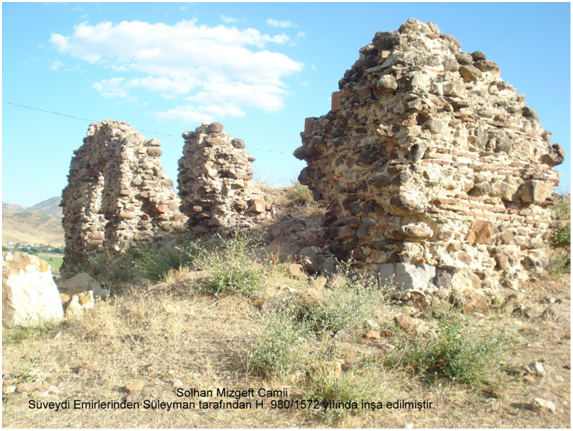 Solhan Mizgeft Camii
Süveydi Emirlerinden Süleyman tarafından H. 980/1572 yılında inşa edilmiştir.